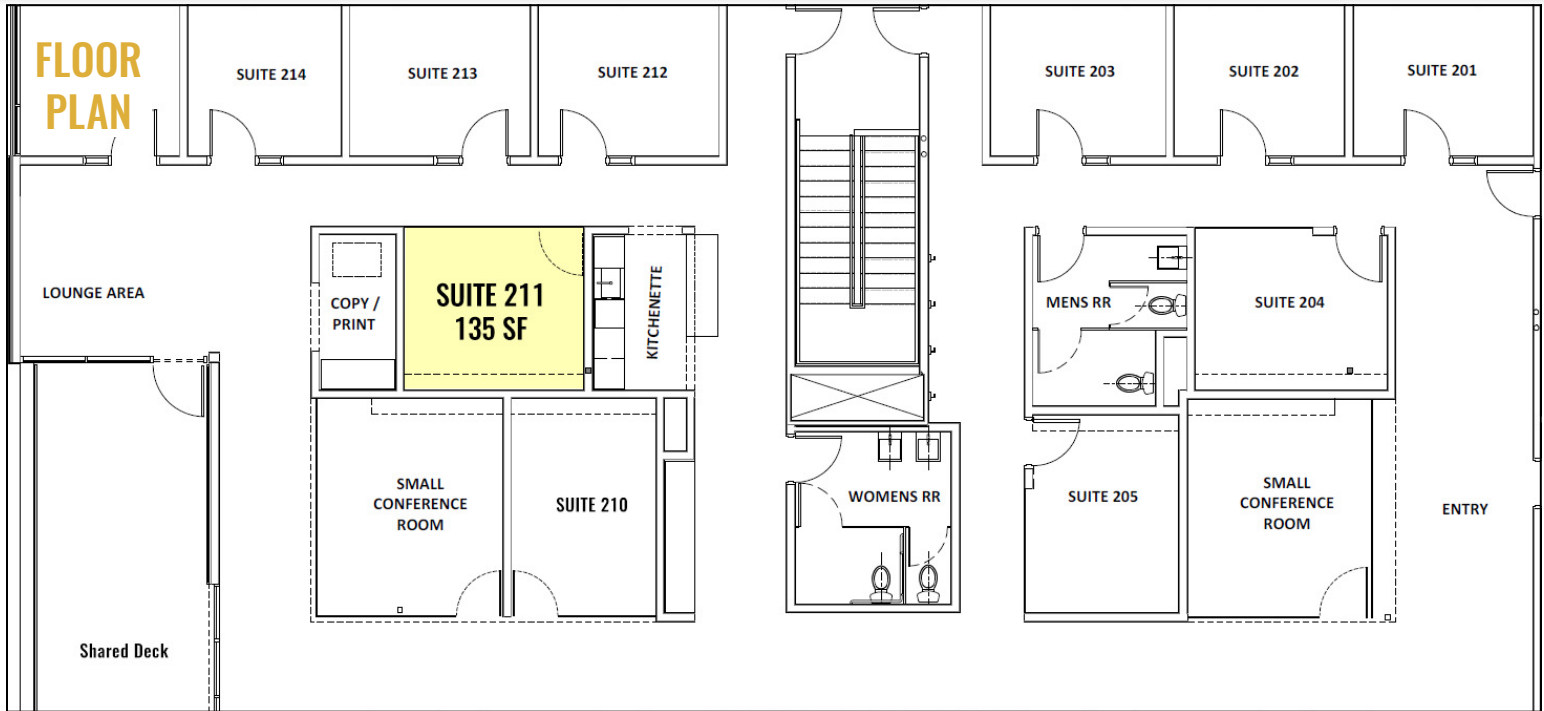 FLOOR
PLAN
SUITE 214
SUITE 213
SUITE 212
SUITE 203
SUITE 202
SUITE 201
LOUNGE AREA
COPY /
PRINT
SUITE 211
135 SF
KITCHENETTE
MENS RR
SUITE 204
SMALL
CONFERENCE
ROOM
SUITE 210
WOMENS RR
SUITE 205
SMALL
CONFERENCE
ROOM
ENTRY
Shared Deck